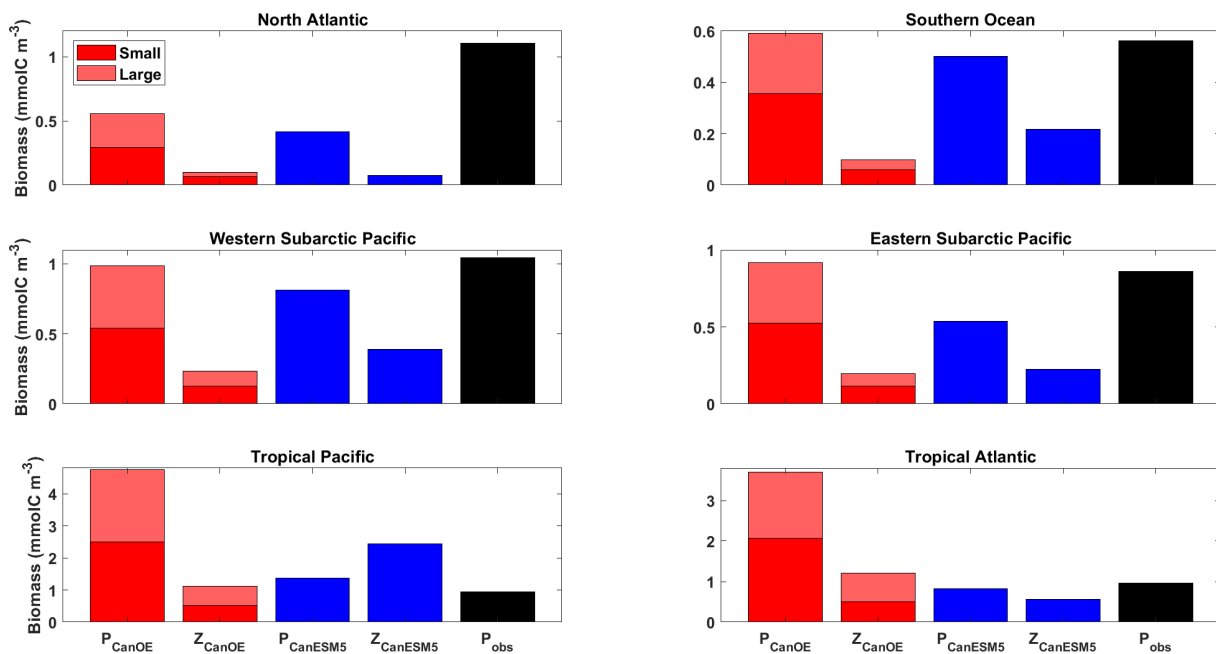 North Atlantic
Biomass (mmolC m⁻³)
1
0.5
0
Small
Large
Southern Ocean
0.6
0.4
0.2
0
Western Subarctic Pacific
Biomass (mmolC m⁻³)
1
0.5
0
Eastern Subarctic Pacific
1
0.5
0
Tropical Pacific
Biomass (mmolC m⁻³)
4
3
2
1
0
P_CanOE Z_CanOE P_CanESM5 Z_CanESM5 P_obs
Tropical Atlantic
3
2
1
0
P_CanOE Z_CanOE P_CanESM5 Z_CanESM5 P_obs